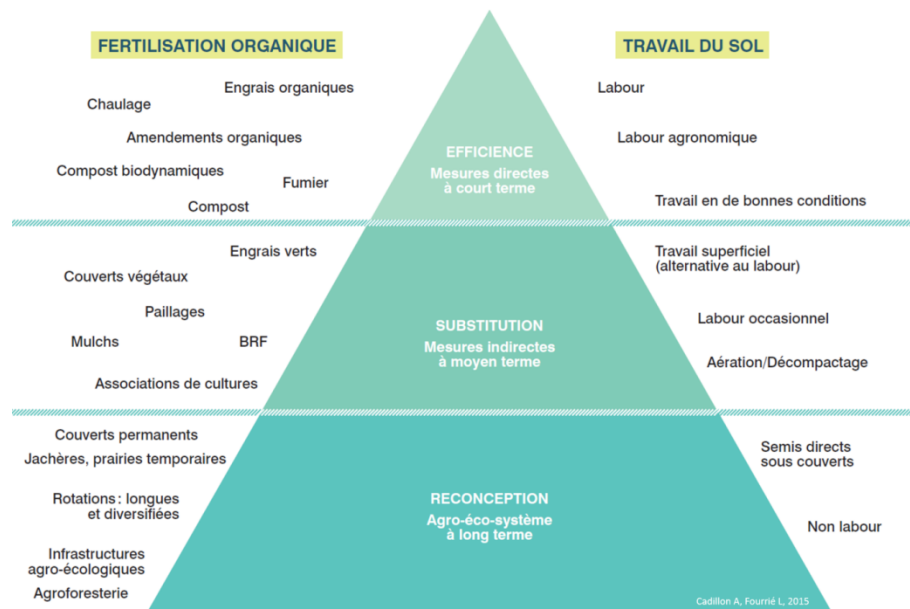 FERTILISATION ORGANIQUE
TRAVAIL DU SOL
Engrais organiques
Chaulage
Amendements organiques
Compost biodynamiques
Fumier
Compost
EFFICIENCE
Mesures directes
à court terme
Labour
Labour agronomique
Travail en de bonnes conditions
Engrais verts
Couverts végétaux
Paillages
Mulchs
BRF
Associations de cultures
SUBSTITUTION
Mesures indirectes
à moyen terme
Travail superficiel
(alternative au labour)
Labour occasionnel
Aération/Décompactage
Couverts permanents
Jachères, prairies temporaires
Rotations : longues
et diversifiées
Infrastructures
agro-écologiques
Agroforesterie
RECONCEPTION
Agro-éco-système
à long terme
Semis directs
sous couverts
Non labour
Cadillon A, Fourrié L, 2015